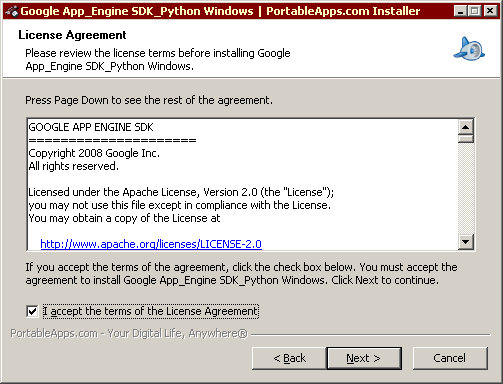 Google App_Engine SDK_Python Windows | PortableApps.com Installer
License Agreement
Please review the license terms before installing Google
App_Engine SDK_Python Windows.
Press Page Down to see the rest of the agreement.
GOOGLE APP ENGINE SDK
=====================
Copyright 2008 Google Inc.
All rights reserved.
Licensed under the Apache License, Version 2.0 (the "License");
you may not use this file except in compliance with the License.
You may obtain a copy of the License at
http://www.apache.org/licenses/LICENSE-2.0
If you accept the terms of the agreement, click the check box below. You must accept the
agreement to install Google App_Engine SDK_Python Windows. Click Next to continue.
I accept the terms of the License Agreement
PortableApps.com - Your Digital Life, Anywhere®
< Back Next > Cancel